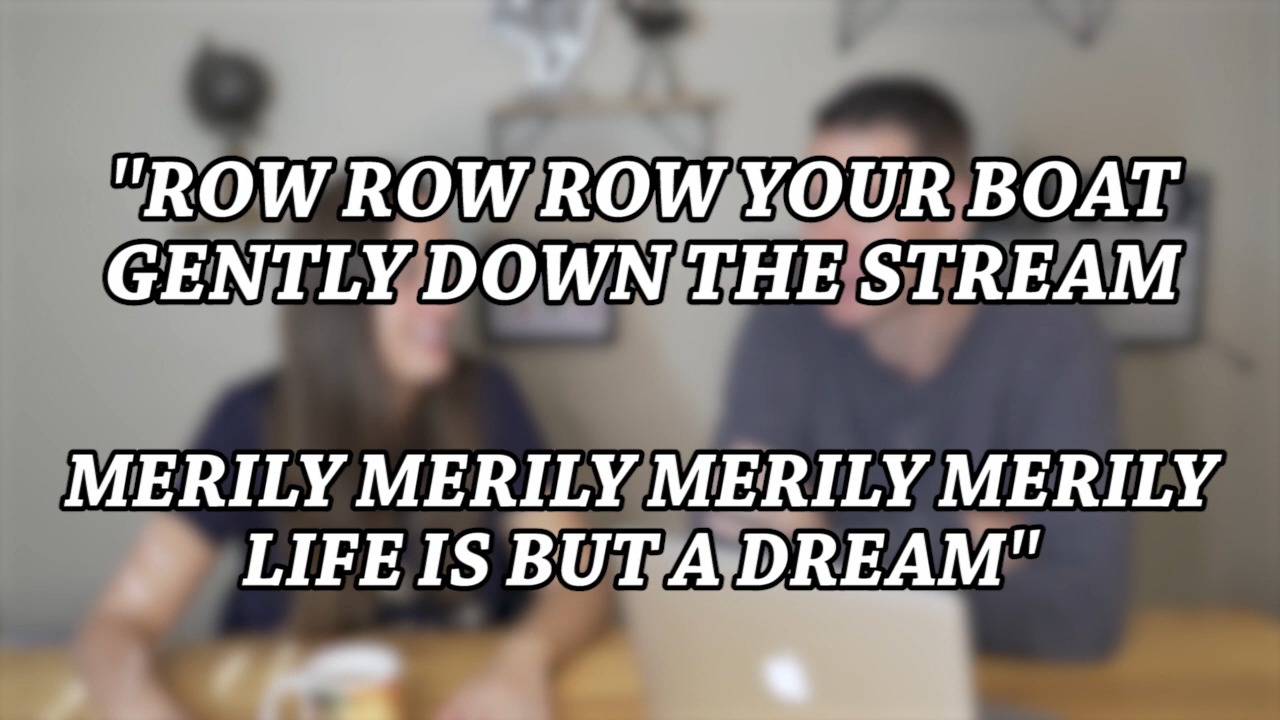 "ROW ROW ROW YOUR BOAT
GENTLY DOWN THE STREAM
MERILY MERILY MERILY MERILY
LIFE IS BUT A DREAM"